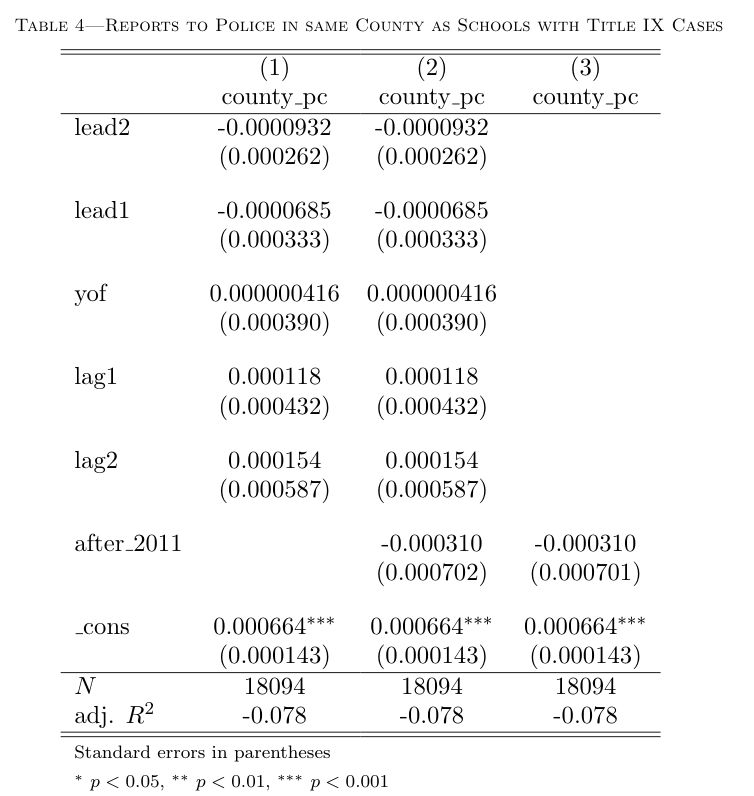 TABLE 4—REPORTS TO POLICE IN SAME COUNTY AS SCHOOLS WITH TITLE IX CASES
(1) (2) (3)
county_pc county_pc county_pc
lead2 -0.0000932 -0.0000932
(0.000262) (0.000262)
lead1 -0.0000685 -0.0000685
(0.000333) (0.000333)
yof 0.000000416 0.000000416
(0.000390) (0.000390)
lag1 0.000118 0.000118
(0.000432) (0.000432)
lag2 0.000154 0.000154
(0.000587) (0.000587)
after_2011 -0.000310 -0.000310
(0.000702) (0.000701)
_cons 0.000664*** 0.000664*** 0.000664***
(0.000143) (0.000143) (0.000143)
N 18094 18094 18094
adj. R² -0.078 -0.078 -0.078
Standard errors in parentheses
* p < 0.05, ** p < 0.01, *** p < 0.001